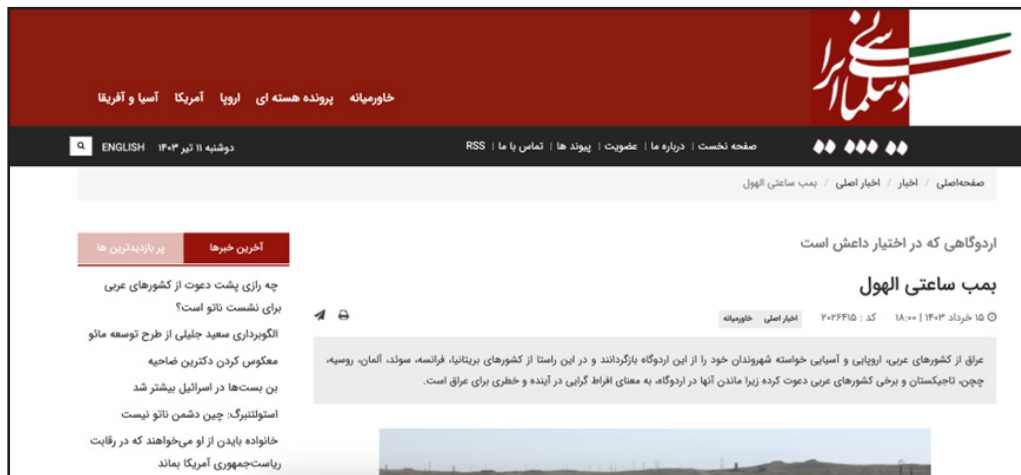 دیپلماسی ایرانی
خاورمیانه پرونده هسته ای اروپا آمریکا آسیا و آفریقا
صفحه نخست | درباره ما | عضویت | پیوند ها | تماس با ما | RSS
دوشنبه ۱۱ تیر ۱۴۰۳ ENGLISH
صفحه‌اصلی / اخبار / اخبار اصلی / بمب ساعتی الهول
اردوگاهی که در اختیار داعش است
بمب ساعتی الهول
۱۵ خرداد ۱۴۰۳ | ۱۸:۰۰ کد : ۲۰۲۶۴۱۵ اخبار اصلی خاورمیانه
عراق از کشورهای عربی، اروپایی و آسیایی خواسته شهروندان خود را از این اردوگاه بازگردانند و در این راستا از کشورهای بریتانیا، فرانسه، سوئد، آلمان، روسیه،
چچن، تاجیکستان و برخی کشورهای عربی دعوت کرده زیرا ماندن آنها در اردوگاه، به معنای افراط گرایی در آینده و خطری برای عراق است.
آخرین خبرها پر بازدیدترین ها
چه رازی پشت دعوت از کشورهای عربی
برای نشست ناتو است؟
الگوبرداری سعید جلیلی از طرح توسعه مائو
معکوس کردن دکترین ضاحیه
بن بست‌ها در اسرائیل بیشتر شد
استولتنبرگ: چین دشمن ناتو نیست
خانواده بایدن از او می‌خواهند که در رقابت
ریاست‌جمهوری آمریکا بماند